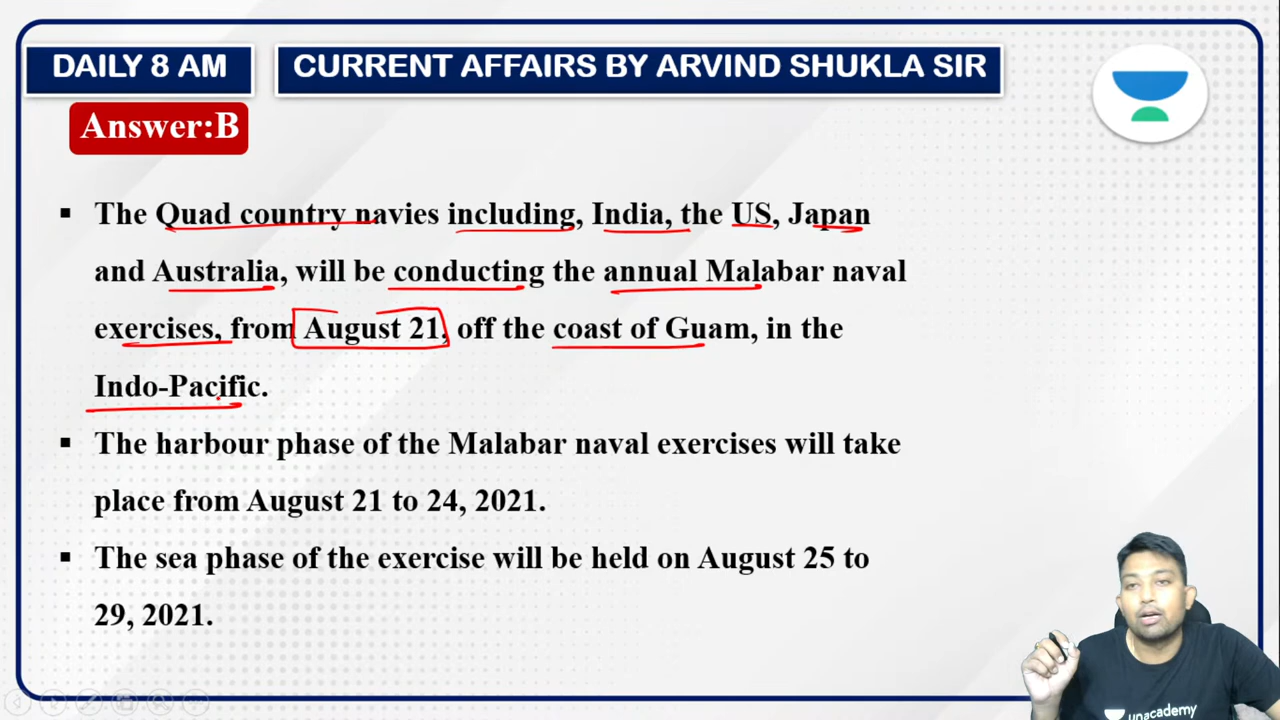 DAILY 8 AM
CURRENT AFFAIRS BY ARVIND SHUKLA SIR
Answer:B
▪ The Quad country navies including, India, the US, Japan
and Australia, will be conducting the annual Malabar naval
exercises, from August 21, off the coast of Guam, in the
Indo-Pacific.
▪ The harbour phase of the Malabar naval exercises will take
place from August 21 to 24, 2021.
▪ The sea phase of the exercise will be held on August 25 to
29, 2021.
unacademy